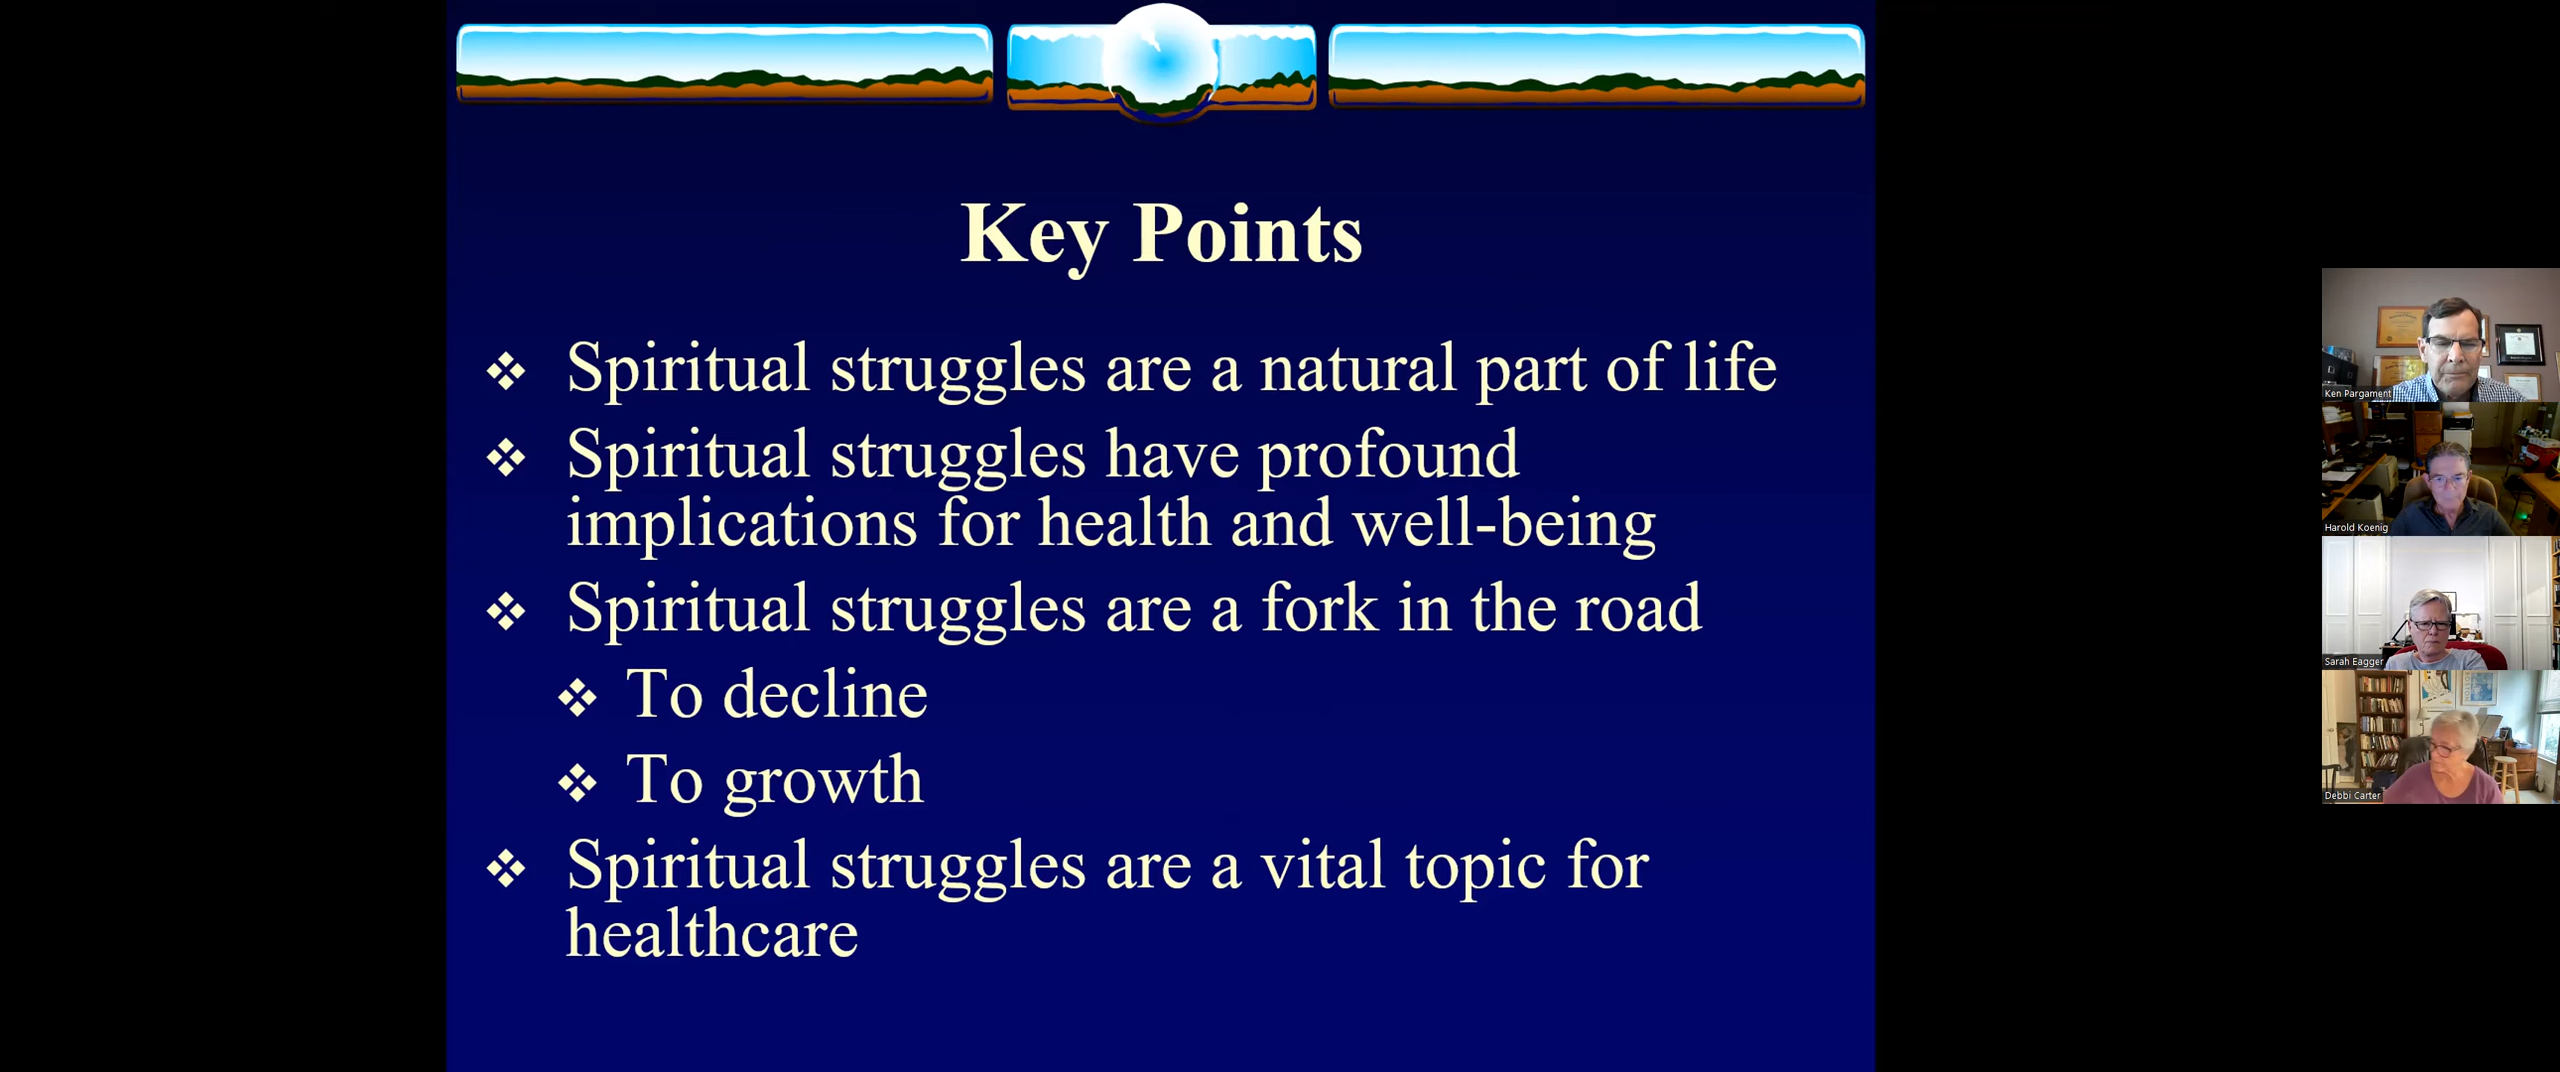 Key Points
❖ Spiritual struggles are a natural part of life
❖ Spiritual struggles have profound
implications for health and well-being
❖ Spiritual struggles are a fork in the road
❖ To decline
❖ To growth
❖ Spiritual struggles are a vital topic for
healthcare
Ken Pargament
Harold Koenig
Sarah Eagger
Debbi Carter